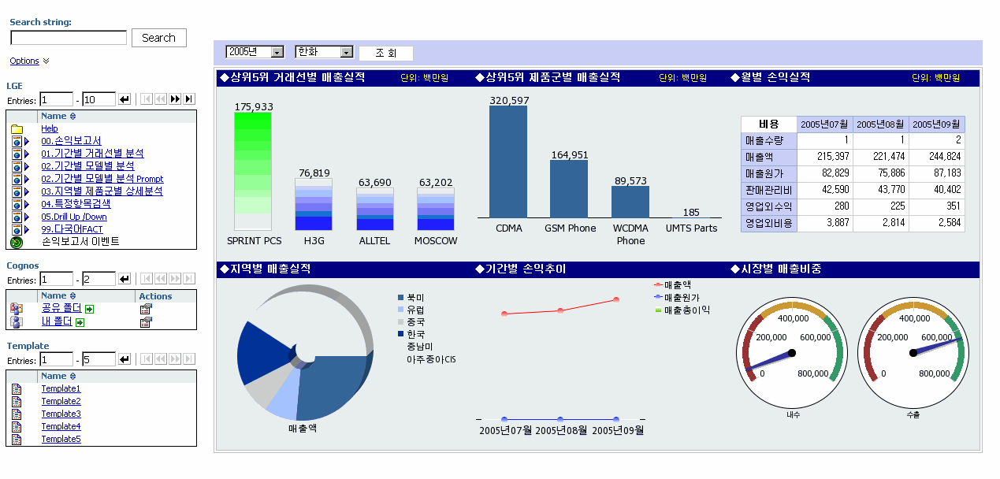 Search string:
Search
Options
LGE
Entries: 1 - 10
Name
Help
00.손익보고서
01.기간별 거래선별 분석
02.기간별 모델별 분석
02.기간별 모델별 분석 Prompt
03.지역별 제품군별 상세분석
04.특정항목검색
05.Drill Up /Down
99.다국어FACT
손익보고서 이벤트
Cognos
Entries: 1 - 2
Name Actions
공유 폴더
내 폴더
Template
Entries: 1 - 5
Name
Template1
Template2
Template3
Template4
Template5
2005년 한화 조 회
◆상위5위 거래선별 매출실적 단위: 백만원
175,933
76,819
63,690
63,202
SPRINT PCS H3G ALLTEL MOSCOW
◆상위5위 제품군별 매출실적 단위: 백만원
320,597
164,951
89,573
185
CDMA GSM Phone WCDMA Phone UMTS Parts
◆월별 손익실적 단위: 백만원
비용 2005년07월 2005년08월 2005년09월
매출수량 1 1 2
매출액 215,397 221,474 244,824
매출원가 82,829 75,886 87,183
판매관리비 42,590 43,770 40,402
영업외수익 280 225 351
영업외비용 3,887 2,814 2,584
◆지역별 매출실적
북미
유럽
중국
한국
중남미
아주중아CIS
매출액
◆기간별 손익추이
매출액
매출원가
매출총이익
2005년07월 2005년08월 2005년09월
◆시장별 매출비중
400,000
200,000 600,000
0 800,000
내수
400,000
200,000 600,000
0 800,000
수출